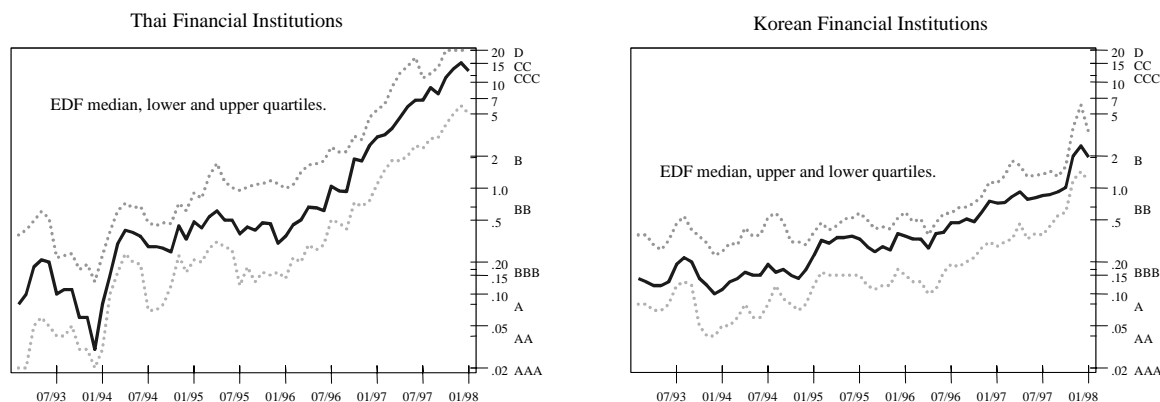 Thai Financial Institutions
EDF median, lower and upper quartiles.
20 D
15 CC
CCC
10
7
5
2 B
1.0
BB
.5
.20
BBB
.15
.10
A
.05
AA
.02 AAA
07/93 01/94 07/94 01/95 07/95 01/96 07/96 01/97 07/97 01/98
Korean Financial Institutions
EDF median, upper and lower quartiles.
20 D
15 CC
CCC
10
7
5
2 B
1.0
BB
.5
.20
BBB
.15
.10
A
.05
AA
.02 AAA
07/93 01/94 07/94 01/95 07/95 01/96 07/96 01/97 07/97 01/98